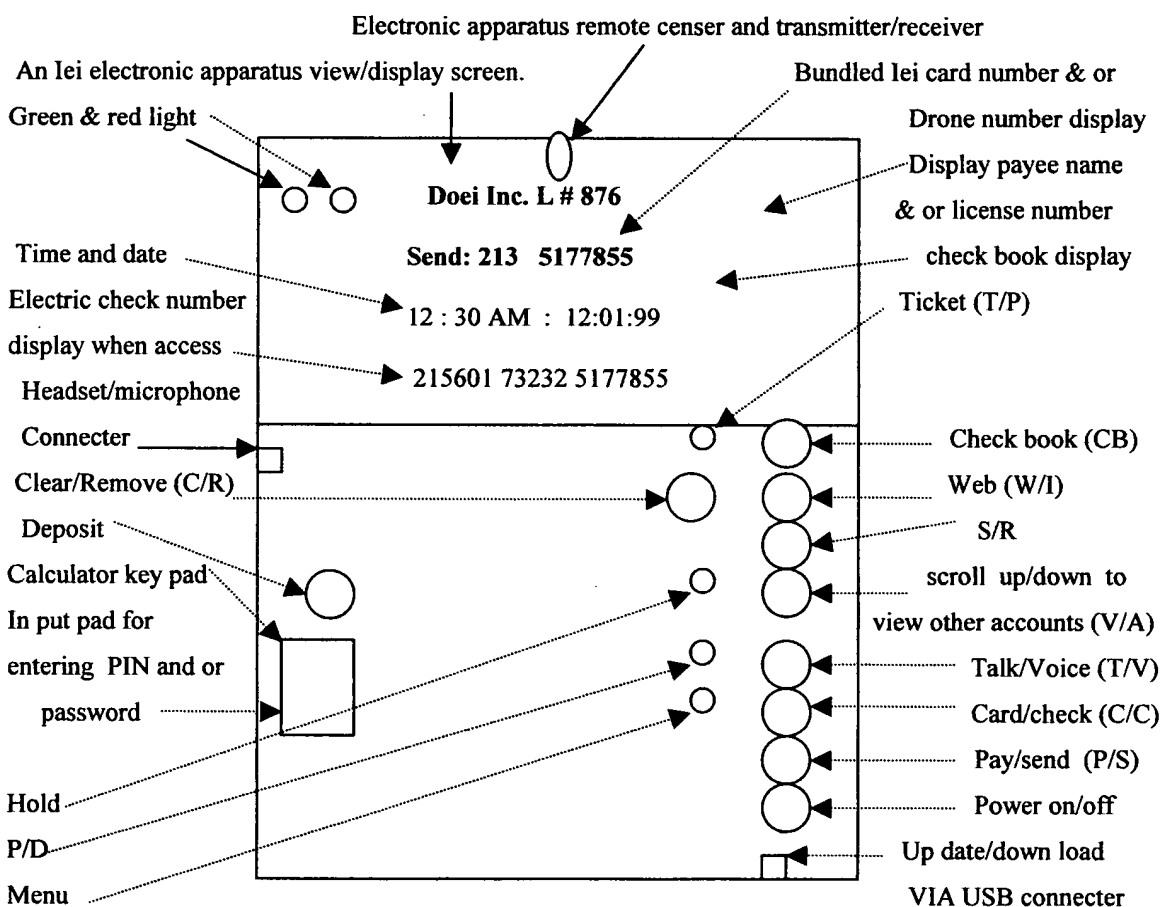 Electronic apparatus remote censer and transmitter/receiver
An Iei electronic apparatus view/display screen.
Bundled Iei card number & or
Green & red light
Drone number display
Display payee name
Doei Inc. L # 876
& or license number
Time and date
Send: 213 5177855
check book display
Electric check number
12 : 30 AM : 12:01:99
Ticket (T/P)
display when access
215601 73232 5177855
Headset/microphone
Connecter
Check book (CB)
Clear/Remove (C/R)
Web (W/I)
Deposit
S/R
Calculator key pad
scroll up/down to
In put pad for
view other accounts (V/A)
entering PIN and or
Talk/Voice (T/V)
password
Card/check (C/C)
Pay/send (P/S)
Hold
Power on/off
P/D
Up date/down load
Menu
VIA USB connecter